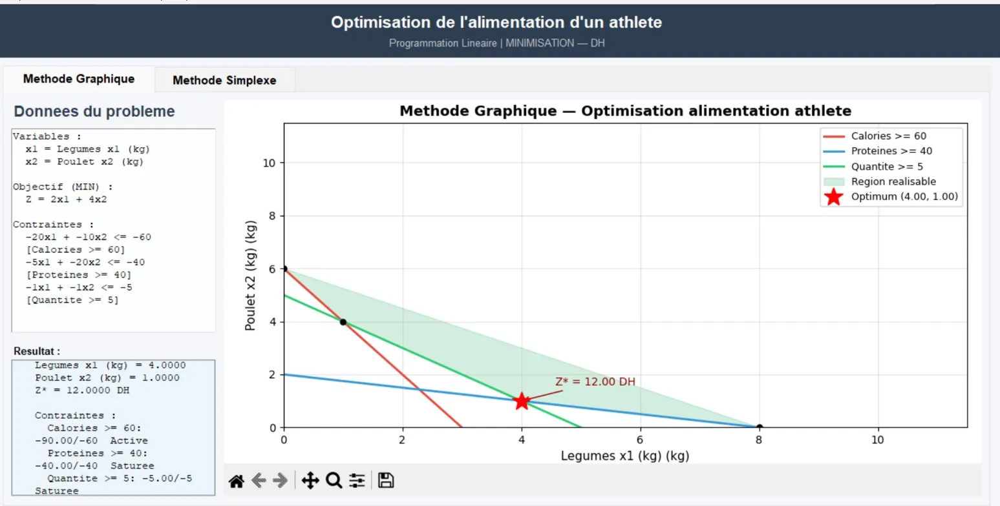 Optimisation de l'alimentation d'un athlete
Programmation Lineaire | MINIMISATION — DH
Methode Graphique
Methode Simplexe
Donnees du probleme
Variables :
x1 = Legumes x1 (kg)
x2 = Poulet x2 (kg)
Objectif (MIN) :
Z = 2x1 + 4x2
Contraintes :
-20x1 + -10x2 <= -60
[Calories >= 60]
-5x1 + -20x2 <= -40
[Proteines >= 40]
-1x1 + -1x2 <= -5
[Quantite >= 5]
Resultat :
Legumes x1 (kg) = 4.0000
Poulet x2 (kg) = 1.0000
Z* = 12.0000 DH
Contraintes :
Calories >= 60:
-90.00/-60 Active
Proteines >= 40:
-40.00/-40 Saturee
Quantite >= 5: -5.00/-5
Saturee
Methode Graphique — Optimisation alimentation athlete
Calories >= 60
Proteines >= 40
Quantite >= 5
Region realisable
Optimum (4.00, 1.00)
Poulet x2 (kg) (kg)
10
8
6
4
2
0
Z* = 12.00 DH
0 2 4 6 8 10
Legumes x1 (kg) (kg)